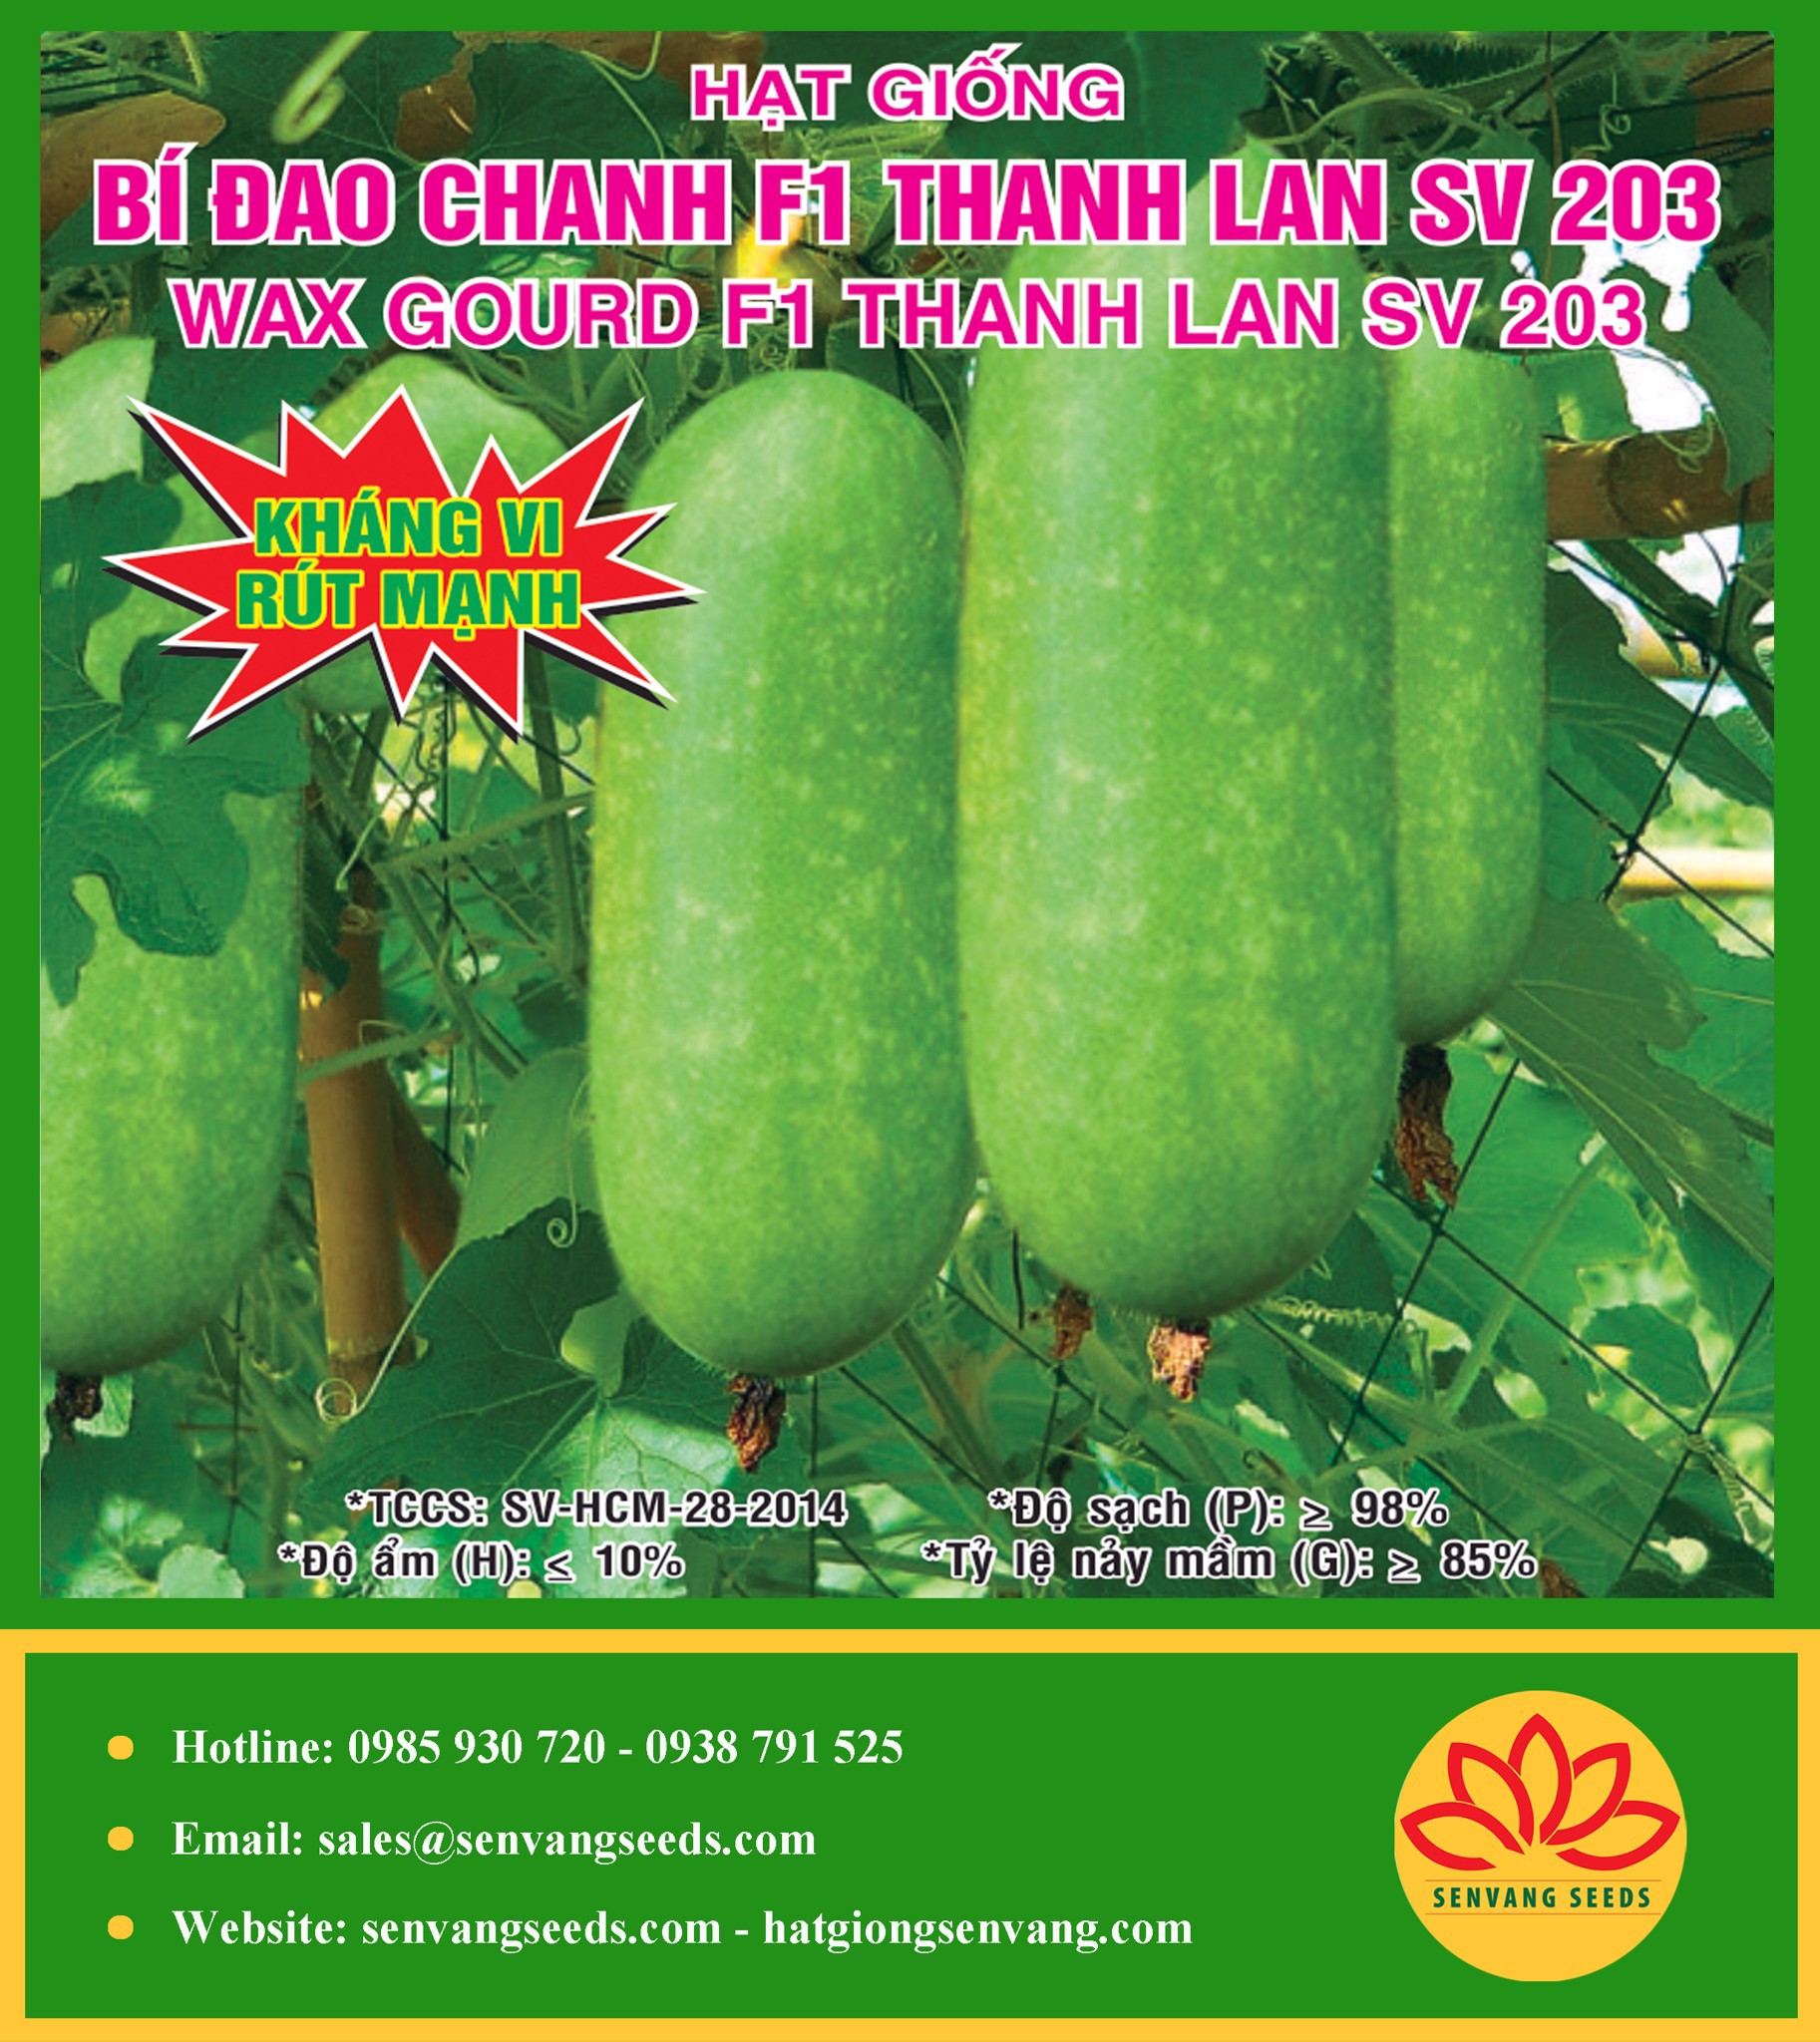 HẠT GIỐNG
BÍ ĐAO CHANH F1 THANH LAN SV 203
WAX GOURD F1 THANH LAN SV 203
KHÁNG VI
RÚT MẠNH
*TCCS: SV-HCM-28-2014 *Độ sạch (P): ≥ 98%
*Độ ẩm (H): ≤ 10% *Tỷ lệ nảy mầm (G): ≥ 85%
Hotline: 0985 930 720 - 0938 791 525
Email: sales@senvangseeds.com
Website: senvangseeds.com - hatgiongsenvang.com
SENVANG SEEDS